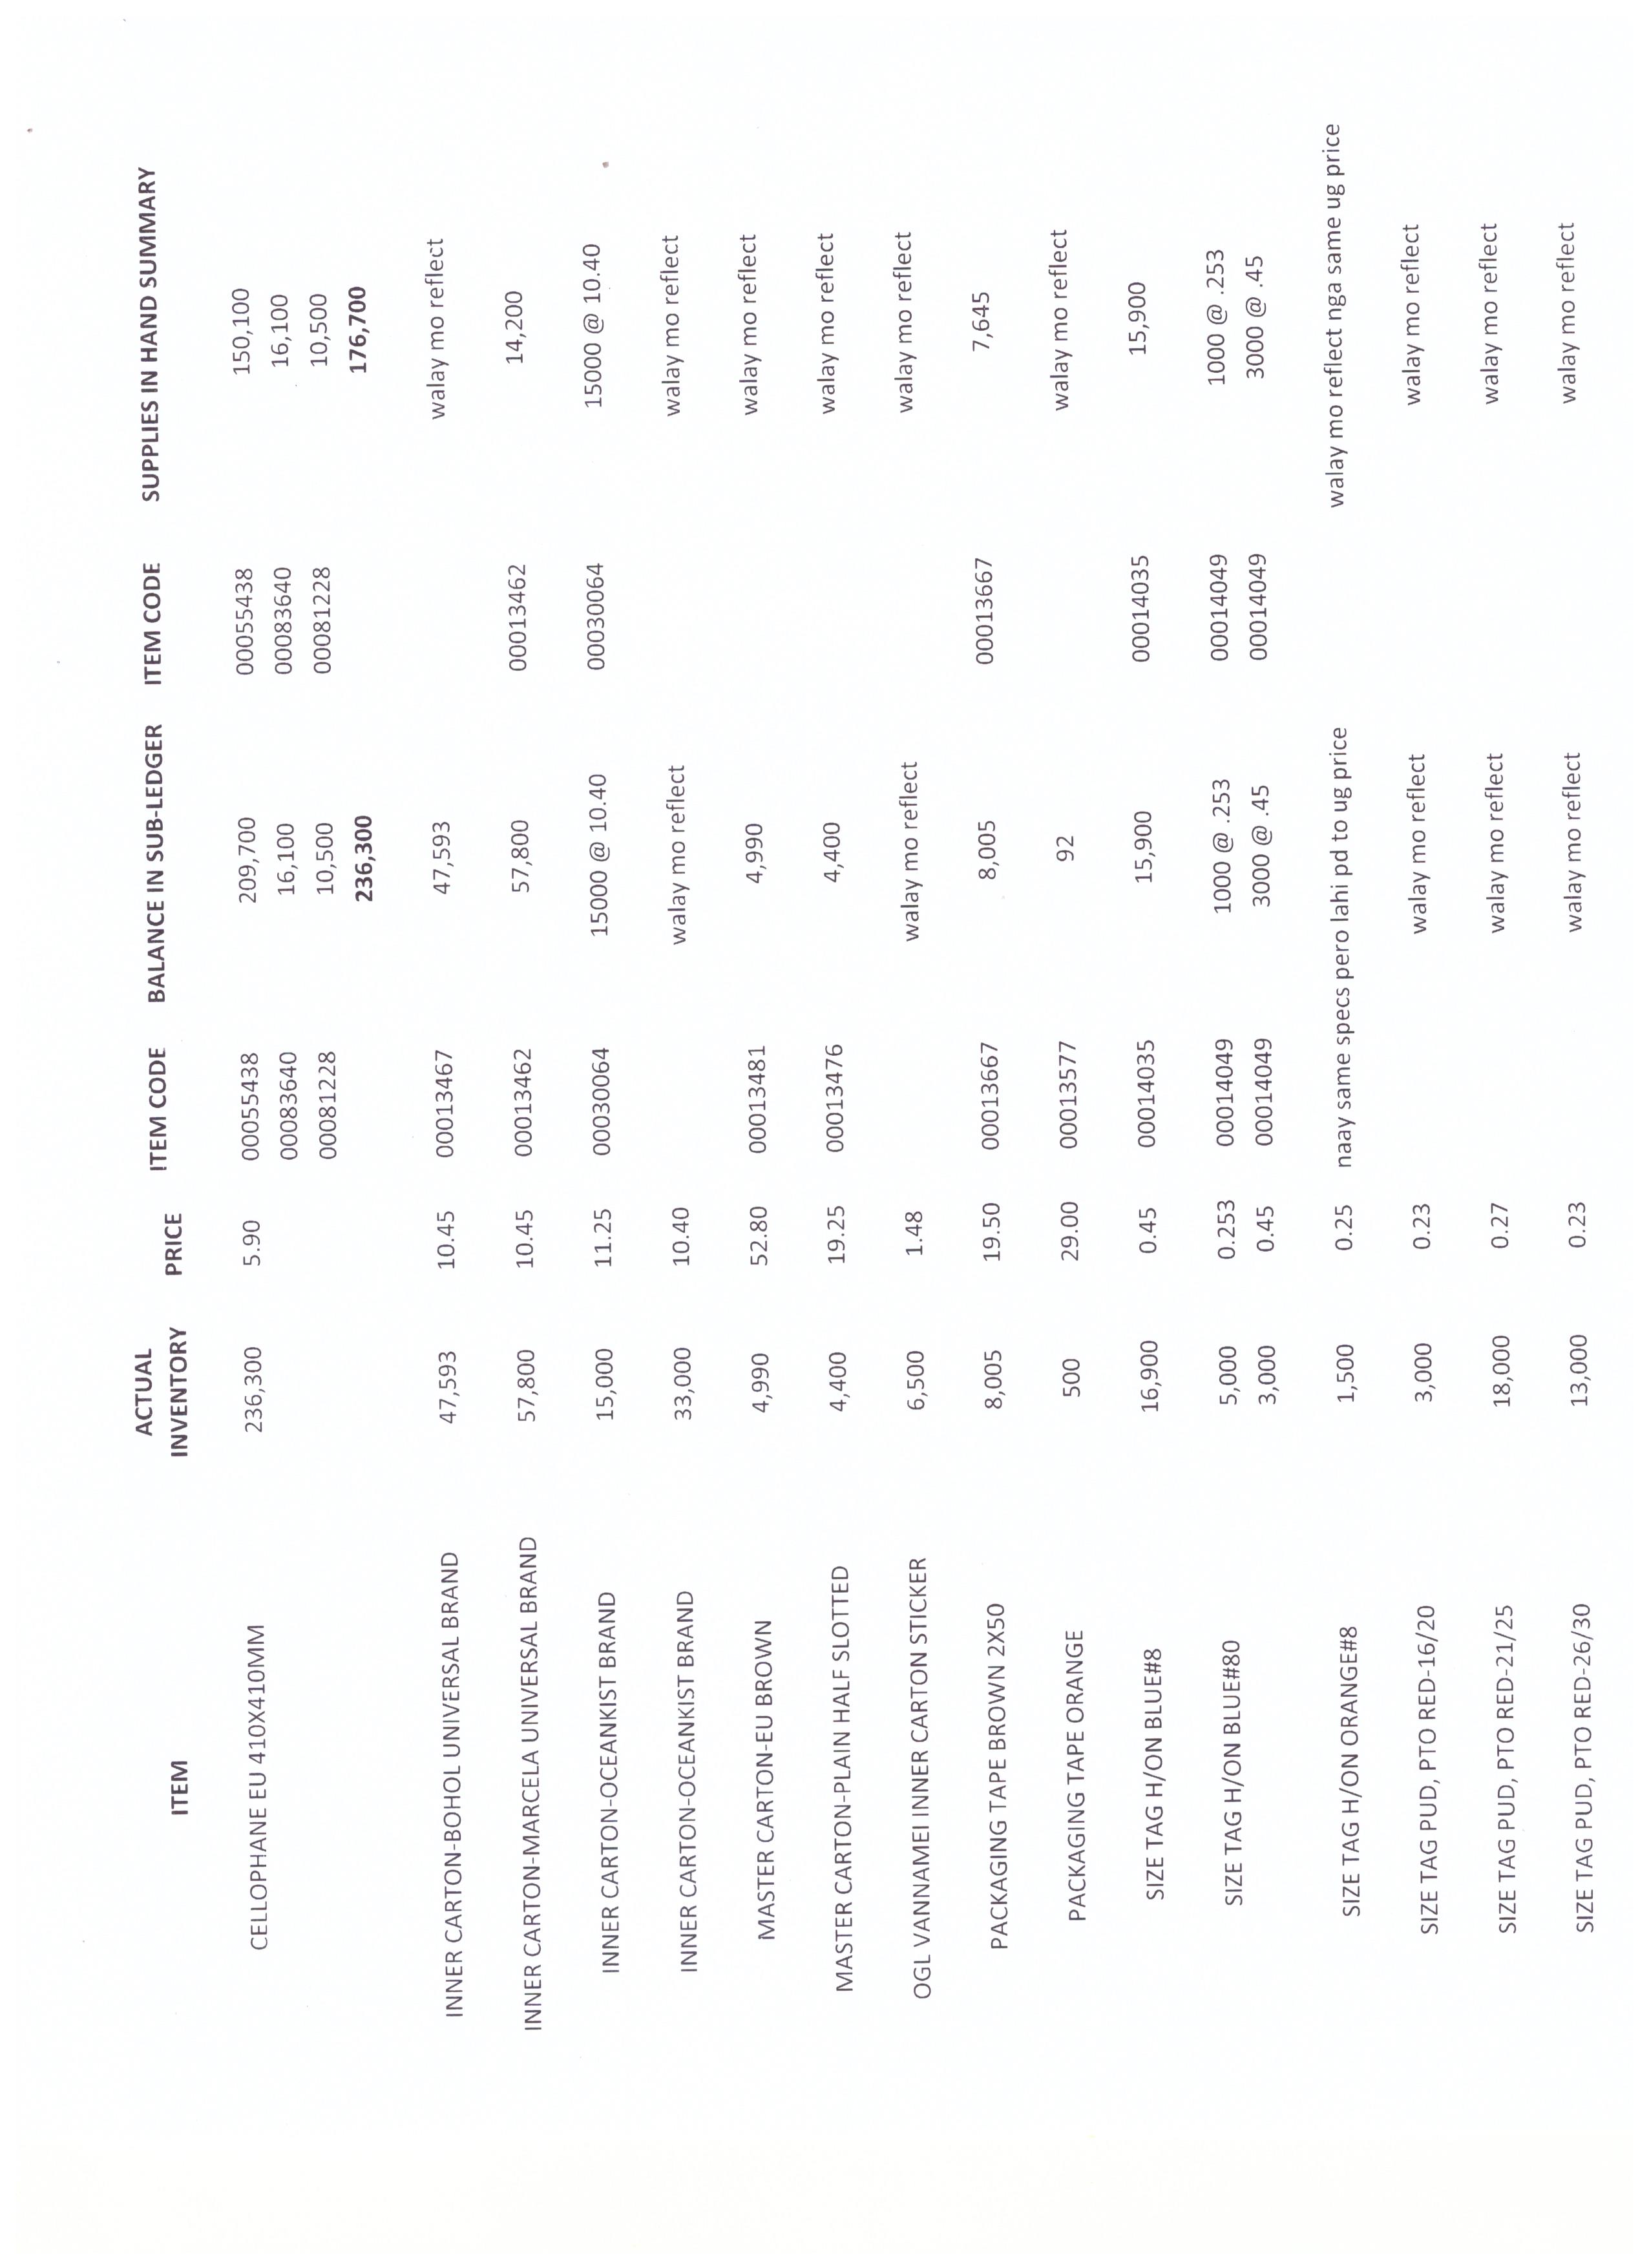 ITEM ACTUAL INVENTORY PRICE ITEM CODE BALANCE IN SUB-LEDGER ITEM CODE SUPPLIES IN HAND SUMMARY
CELLOPHANE EU 410X410MM 236,300 5.90 00055438 209,700 00055438 150,100
00083640 16,100 00083640 16,100
00081228 10,500 00081228 10,500
236,300 176,700
INNER CARTON-BOHOL UNIVERSAL BRAND 47,593 10.45 00013467 47,593 walay mo reflect
INNER CARTON-MARCELA UNIVERSAL BRAND 57,800 10.45 00013462 57,800 00013462 14,200
INNER CARTON-OCEANKIST BRAND 15,000 11.25 00030064 15000 @ 10.40 00030064 15000 @ 10.40
INNER CARTON-OCEANKIST BRAND 33,000 10.40 walay mo reflect walay mo reflect
MASTER CARTON-EU BROWN 4,990 52.80 00013481 4,990 walay mo reflect
MASTER CARTON-PLAIN HALF SLOTTED 4,400 19.25 00013476 4,400 walay mo reflect
OGL VANNAMEI INNER CARTON STICKER 6,500 1.48 walay mo reflect walay mo reflect
PACKAGING TAPE BROWN 2X50 8,005 19.50 00013667 8,005 00013667 7,645
PACKAGING TAPE ORANGE 500 29.00 00013577 92 walay mo reflect
SIZE TAG H/ON BLUE#8 16,900 0.45 00014035 15,900 00014035 15,900
SIZE TAG H/ON BLUE#80 5,000 0.253 00014049 1000 @ .253 00014049 1000 @ .253
3,000 0.45 00014049 3000 @ .45 00014049 3000 @ .45
SIZE TAG H/ON ORANGE#8 1,500 0.25 naay same specs pero lahi pd to ug price walay mo reflect nga same ug price
SIZE TAG PUD, PTO RED-16/20 3,000 0.23 walay mo reflect walay mo reflect
SIZE TAG PUD, PTO RED-21/25 18,000 0.27 walay mo reflect walay mo reflect
SIZE TAG PUD, PTO RED-26/30 13,000 0.23 walay mo reflect walay mo reflect